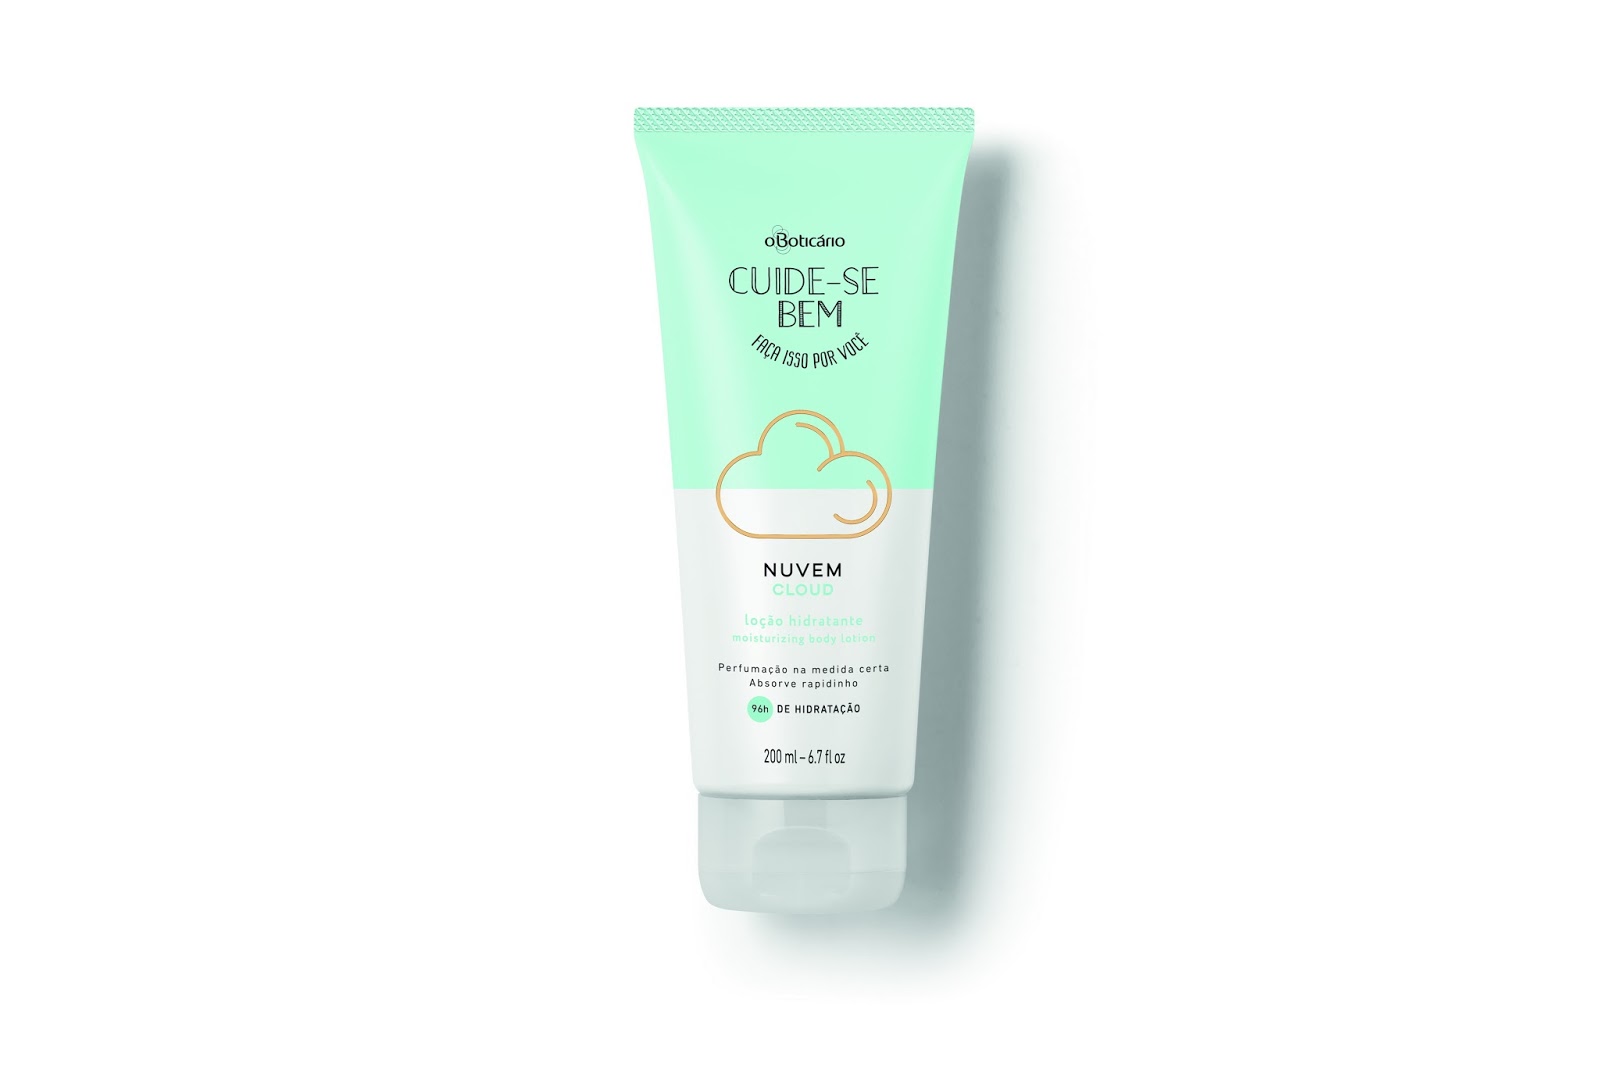 oBoticário
CUIDE-SE
BEM
FAÇA ISSO POR VOCÊ
NUVEM
CLOUD
loção hidratante
moisturizing body lotion
Perfumação na medida certa
Absorve rapidinho
96h DE HIDRATAÇÃO
200 ml – 6.7 fl oz